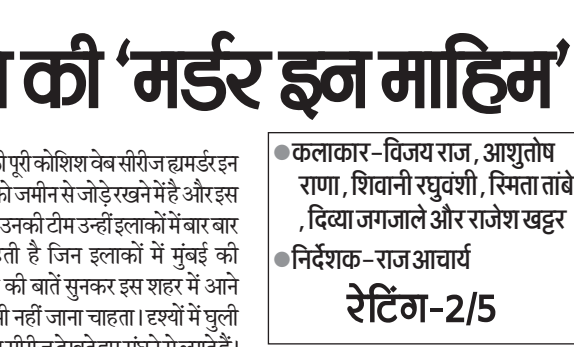 की ‘मर्डर इन माहिम’
पूरी कोशिश वेब सीरीज ह्यमर्डर इन
को जमीन से जोड़े रखने में है और इस
उनकी टीम उन्हीं इलाकों में बार बार
है जिन इलाकों में मुंबई की
की बातें सुनकर इस शहर में आने
नहीं जाना चाहता। दृश्यों में घुली
●कलाकार-विजय राज , आशुतोष
राणा , शिवानी रघुवंशी , स्मिता तांबे
, दिव्या जगजाले और राजेश खट्टर
●निर्देशक-राज आचार्य
रेटिंग-2/5